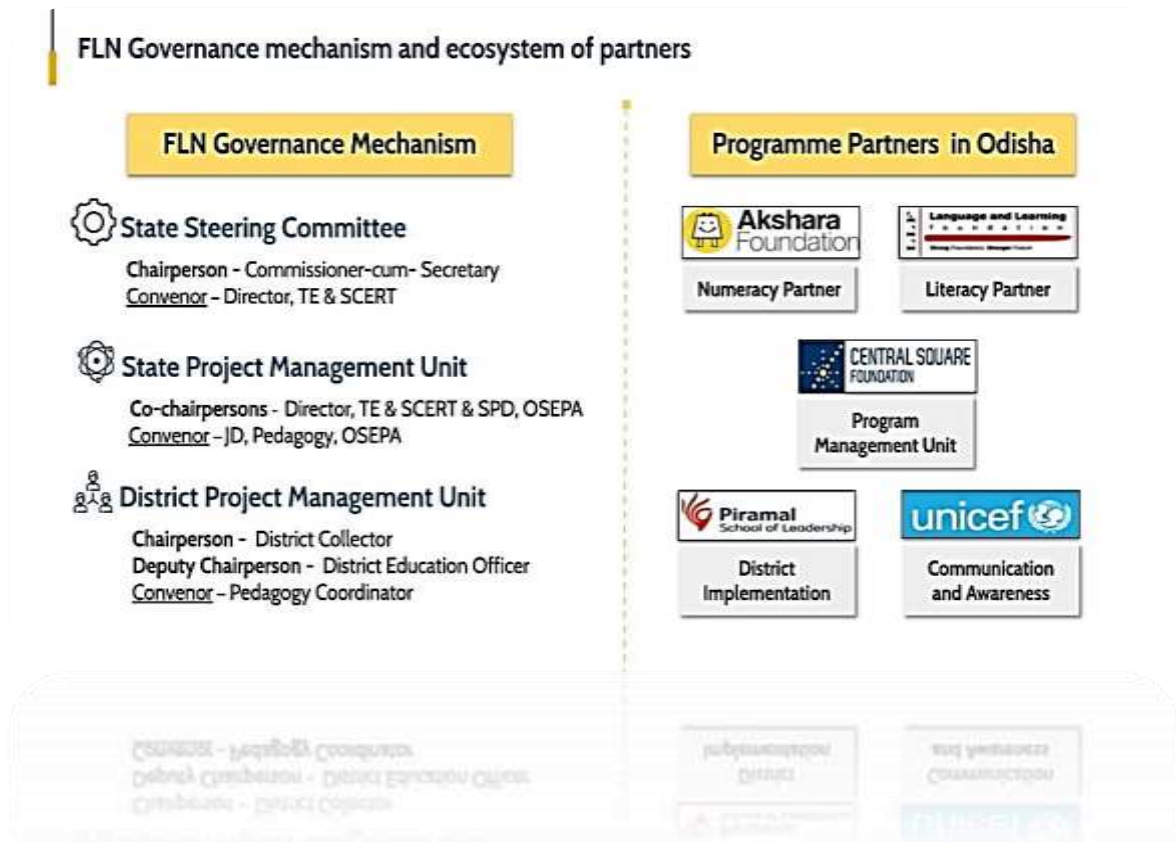 FLN Governance mechanism and ecosystem of partners
FLN Governance Mechanism
State Steering Committee
Chairperson - Commissioner-cum- Secretary
Convenor – Director, TE & SCERT
State Project Management Unit
Co-chairpersons - Director, TE & SCERT & SPD, OSEPA
Convenor – JD, Pedagogy, OSEPA
District Project Management Unit
Chairperson - District Collector
Deputy Chairperson - District Education Officer
Convenor – Pedagogy Coordinator
Programme Partners in Odisha
Akshara
Foundation
Numeracy Partner
Language and Learning
FOUNDATION
Literacy Partner
CENTRAL SQUARE
FOUNDATION
Program
Management Unit
Piramal
School of Leadership
District
Implementation
unicef
Communication
and Awareness